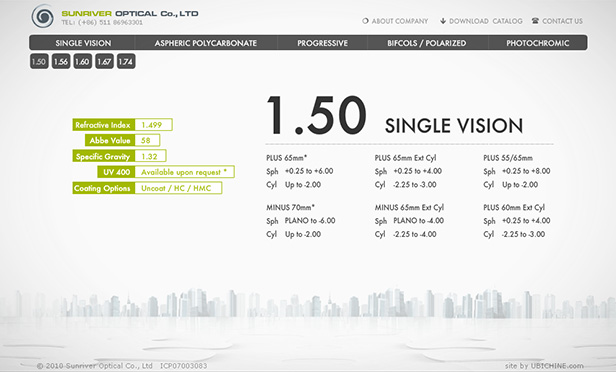 SUNRIVER OPTICAL Co., LTD
TEL: (+86) 511 86963301
ABOUT COMPANY
DOWNLOAD CATALOG
CONTACT US
SINGLE VISION
ASPHERIC POLYCARBONATE
PROGRESSIVE
BIFCOLS / POLARIZED
PHOTOCHROMIC
1.50
1.56
1.60
1.67
1.74
Refractive Index 1.499
Abbe Value 58
Specific Gravity 1.32
UV 400 Available upon request *
Coating Options Uncoat / HC / HMC
1.50 SINGLE VISION
PLUS 65mm*
Sph +0.25 to +6.00
Cyl Up to -2.00
PLUS 65mm Ext Cyl
Sph +0.25 to +4.00
Cyl -2.25 to -3.00
PLUS 55/65mm
Sph +0.25 to +8.00
Cyl Up to -2.00
MINUS 70mm*
Sph PLANO to -6.00
Cyl Up to -2.00
MINUS 65mm Ext Cyl
Sph PLANO to -4.00
Cyl -2.25 to -4.00
PLUS 60mm Ext Cyl
Sph +0.25 to +4.00
Cyl -2.25 to -3.00
© 2010 Sunriver Optical Co., Ltd ICP07003083
site by UBICHINE.com